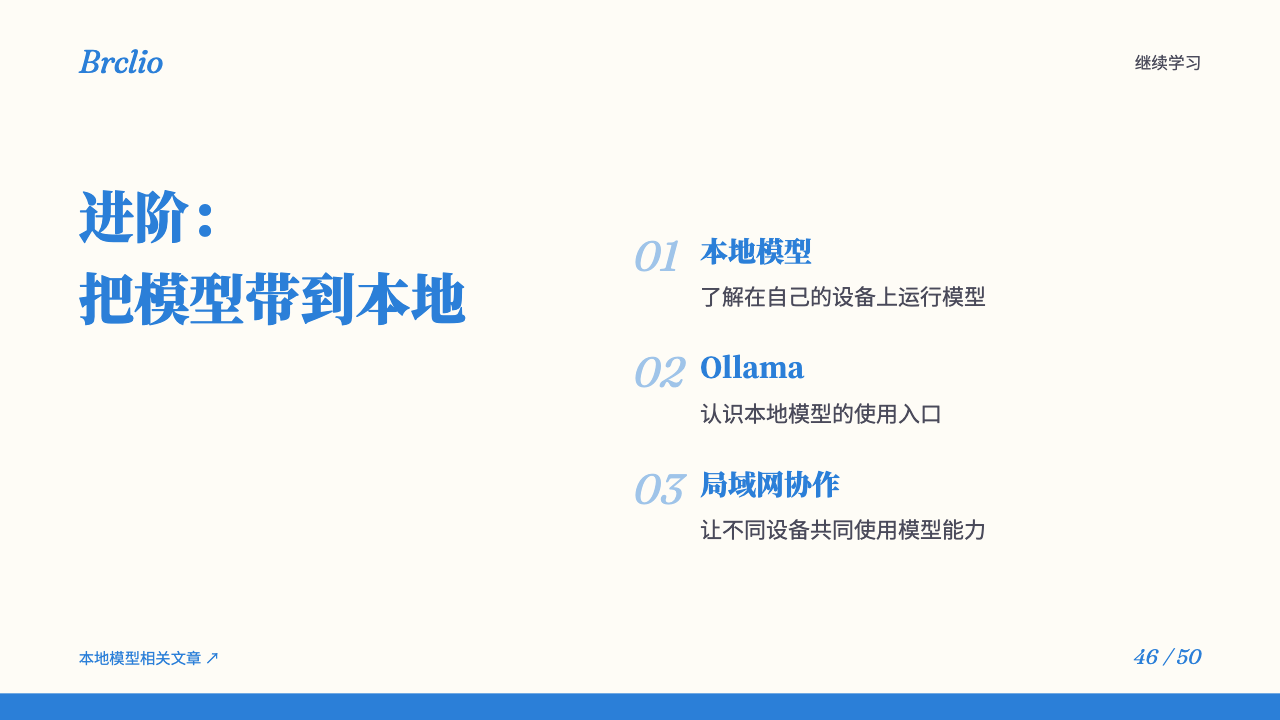 Brclio
继续学习
进阶：
把模型带到本地
01 本地模型
了解在自己的设备上运行模型
02 Ollama
认识本地模型的使用入口
03 局域网协作
让不同设备共同使用模型能力
本地模型相关文章 ↗
46 / 50